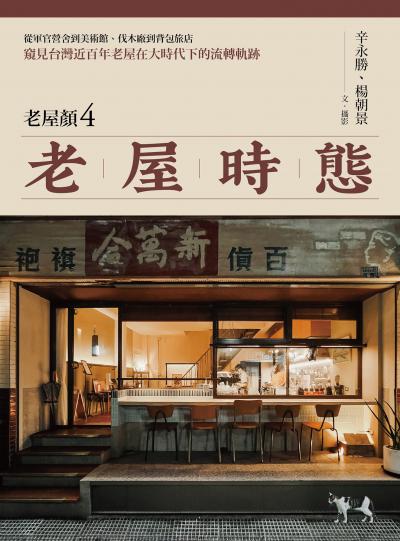 從軍官營舍到美術館、伐木廠到背包旅店
窺見台灣近百年老屋在大時代下的流轉軌跡
辛永勝、楊朝景
文・攝影
老屋顏4
老屋時態
百貨
新萬合
旗袍